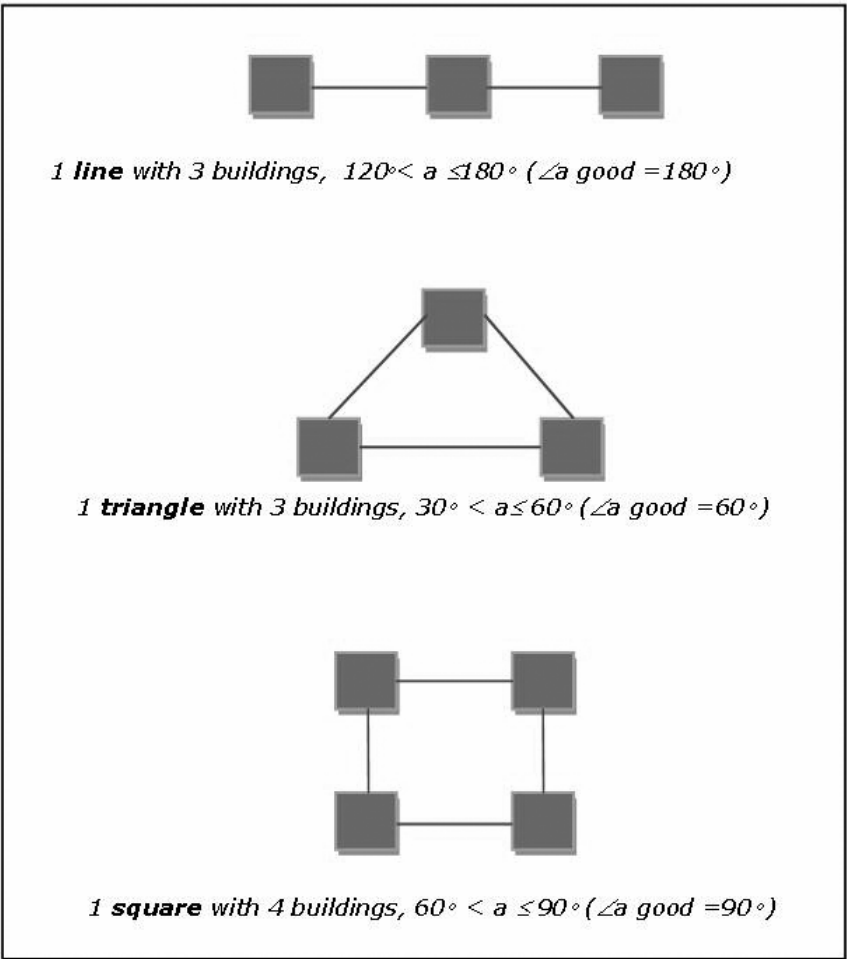 1 line with 3 buildings, 120°< a ≤180° (∠a good =180°)
1 triangle with 3 buildings, 30° < a≤60° (∠a good =60°)
1 square with 4 buildings, 60° < a ≤90° (∠a good =90°)